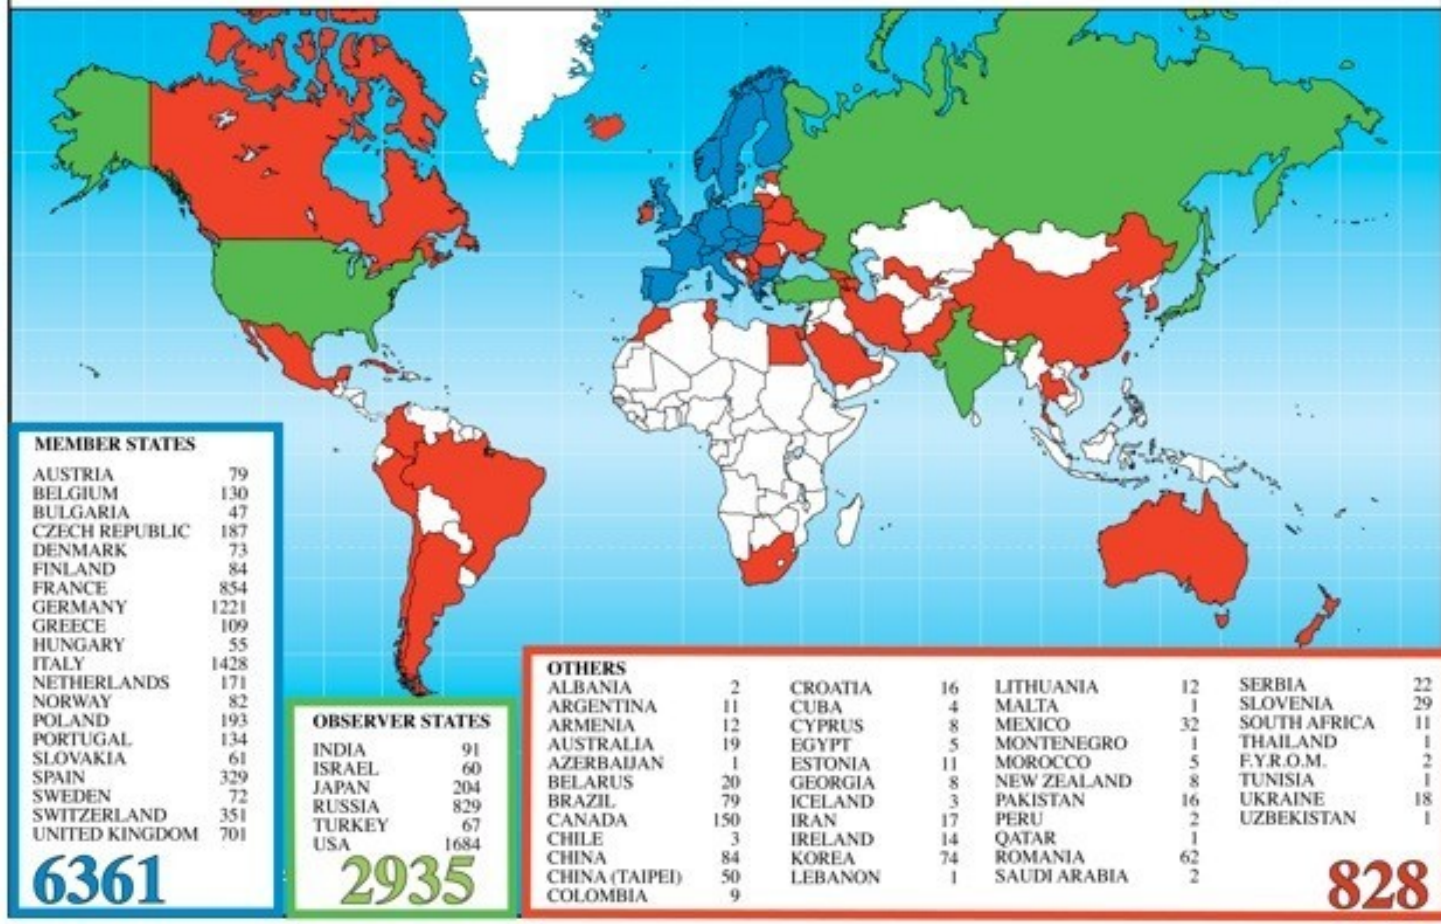 MEMBER STATES
AUSTRIA 79
BELGIUM 130
BULGARIA 47
CZECH REPUBLIC 187
DENMARK 73
FINLAND 84
FRANCE 854
GERMANY 1221
GREECE 109
HUNGARY 55
ITALY 1428
NETHERLANDS 171
NORWAY 82
POLAND 193
PORTUGAL 134
SLOVAKIA 61
SPAIN 329
SWEDEN 72
SWITZERLAND 351
UNITED KINGDOM 701
6361
OBSERVER STATES
INDIA 91
ISRAEL 60
JAPAN 204
RUSSIA 829
TURKEY 67
USA 1684
2935
OTHERS
ALBANIA 2
ARGENTINA 11
ARMENIA 12
AUSTRALIA 19
AZERBAIJAN 1
BELARUS 20
BRAZIL 79
CANADA 150
CHILE 3
CHINA 84
CHINA (TAIPEI) 50
COLOMBIA 9
CROATIA 16
CUBA 4
CYPRUS 8
EGYPT 5
ESTONIA 11
GEORGIA 8
ICELAND 3
IRAN 17
IRELAND 14
KOREA 74
LEBANON 1
LITHUANIA 12
MALTA 1
MEXICO 32
MONTENEGRO 1
MOROCCO 5
NEW ZEALAND 8
PAKISTAN 16
PERU 2
QATAR 1
ROMANIA 62
SAUDI ARABIA 2
SERBIA 22
SLOVENIA 29
SOUTH AFRICA 11
THAILAND 1
F.Y.R.O.M. 2
TUNISIA 1
UKRAINE 18
UZBEKISTAN 1
828